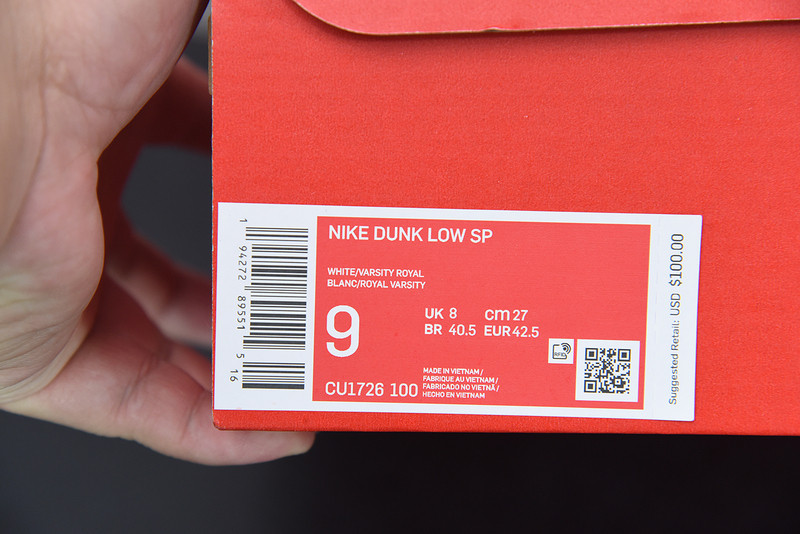 NIKE DUNK LOW SP
WHITE/VARSITY ROYAL
BLANC/ROYAL VARSITY
9
UK 8 cm 27
BR 40.5 EUR 42.5
CU1726 100
MADE IN VIETNAM /
FABRIQUE AU VIETNAM /
FABRICADO NO VIETNÃ /
HECHO EN VIETNAM
RFID
1 94272 89551 5 16
Suggested Retail: USD $100.00